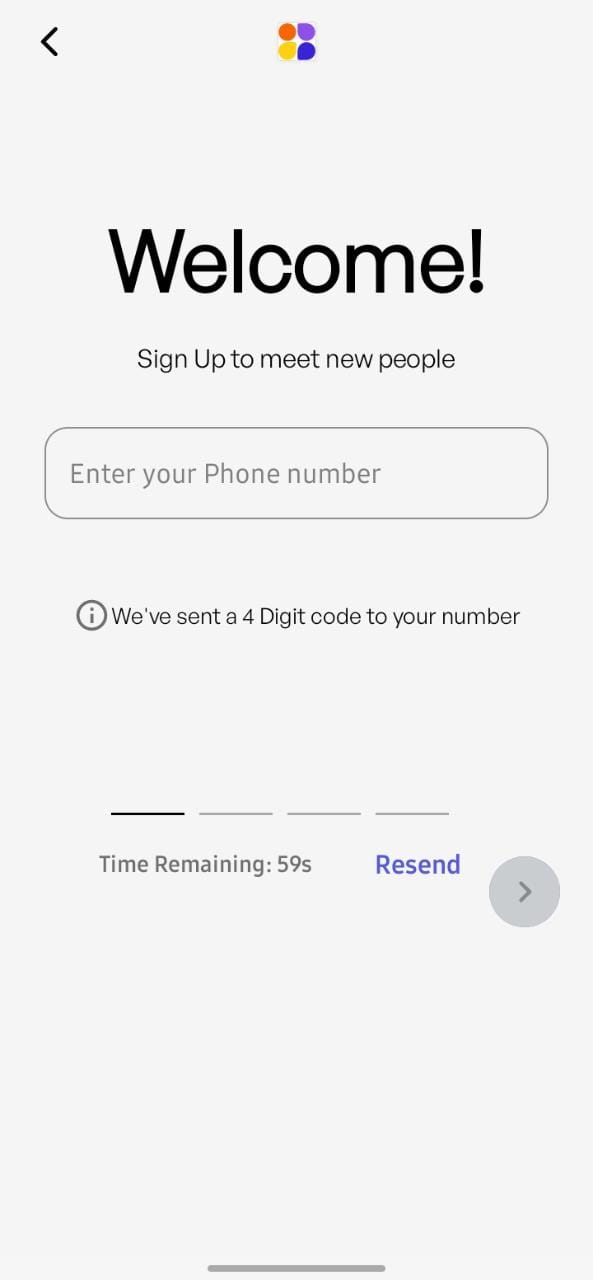 Welcome!
Sign Up to meet new people
Enter your Phone number
We've sent a 4 Digit code to your number
Time Remaining: 59s Resend